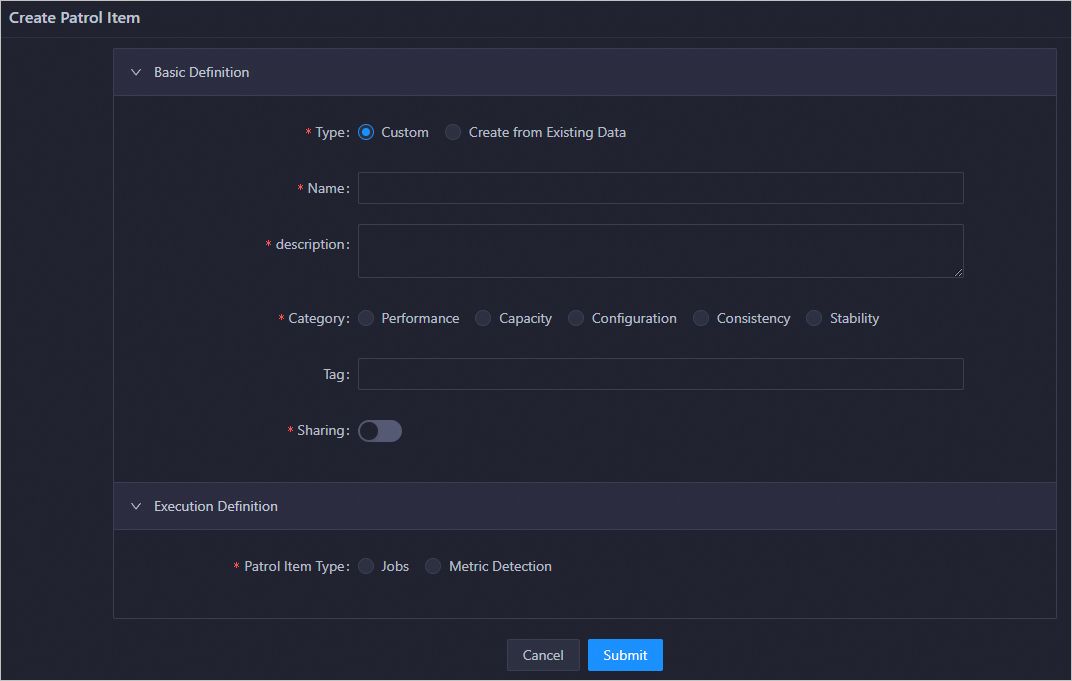 Create Patrol Item
Basic Definition
* Type: Custom Create from Existing Data
* Name:
* description:
* Category: Performance Capacity Configuration Consistency Stability
Tag:
* Sharing:
Execution Definition
* Patrol Item Type: Jobs Metric Detection
Cancel Submit